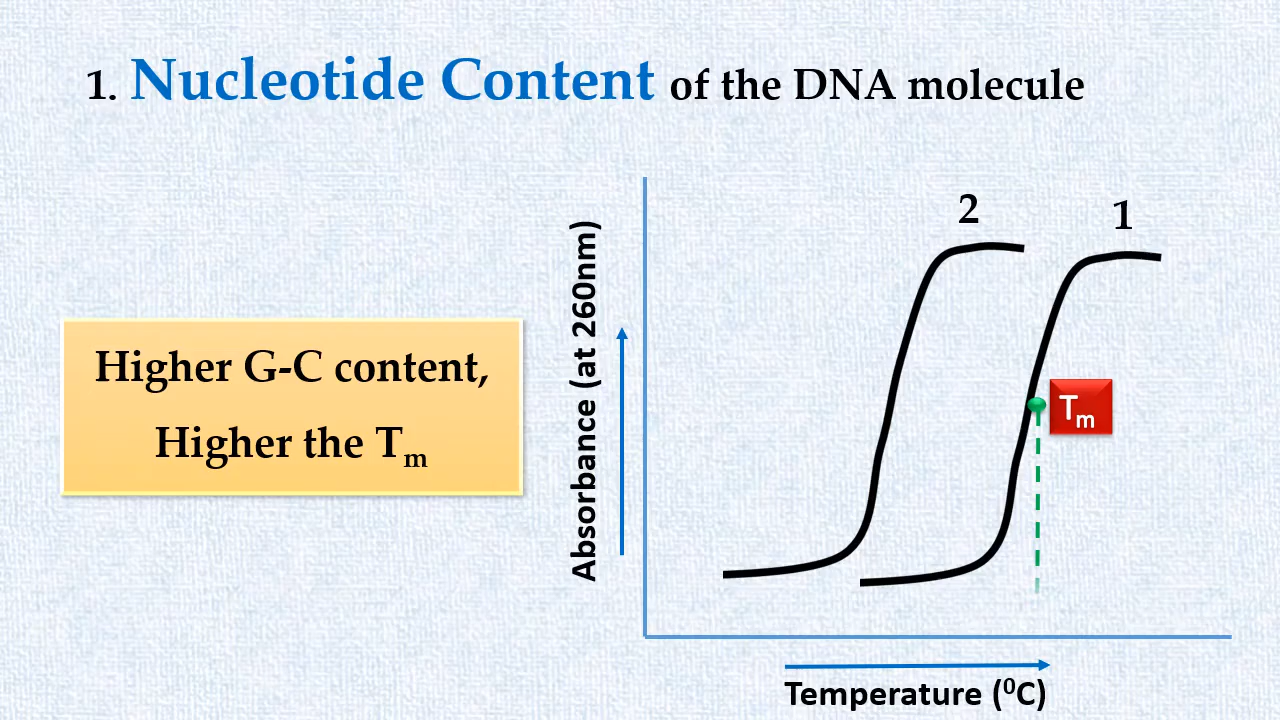 1. Nucleotide Content of the DNA molecule
2
1
Absorbance (at 260nm)
Higher G-C content,
Higher the Tm
Tm
Temperature (⁰C)